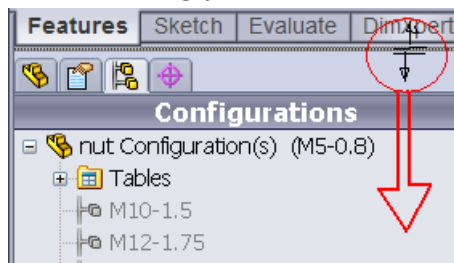 Features Sketch Evaluate DimXpert
Configurations
nut Configuration(s) (M5-0.8)
Tables
M10-1.5
M12-1.75